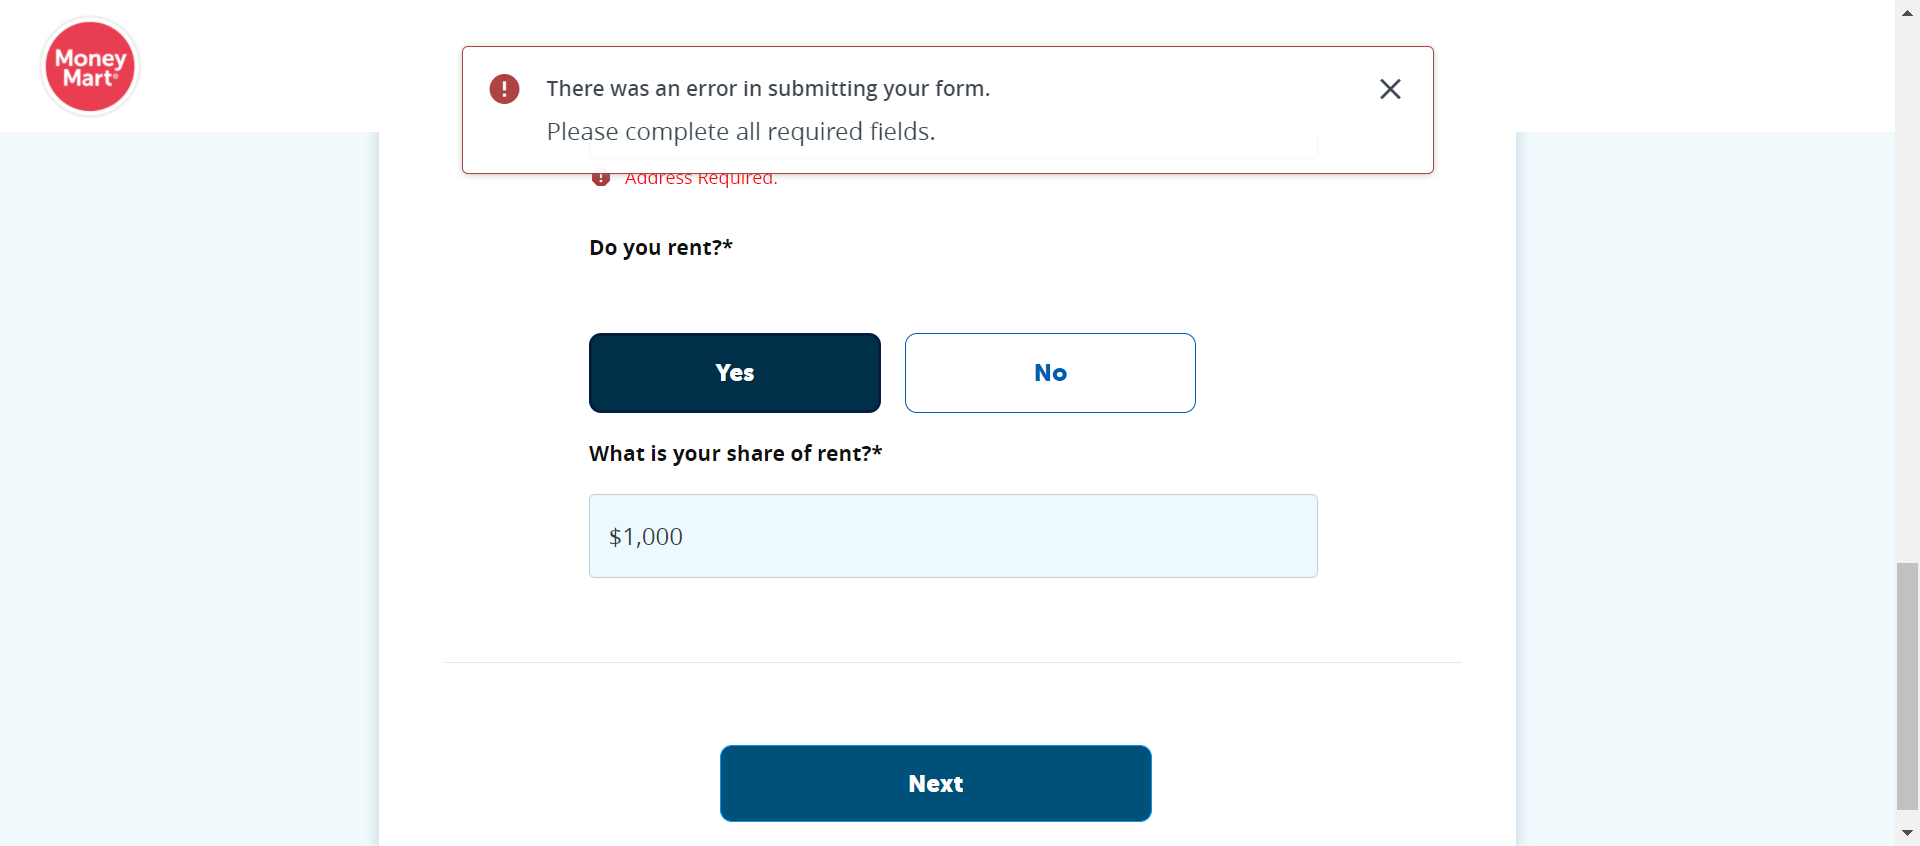 Money
Mart®
There was an error in submitting your form.
Please complete all required fields.
Address Required.
Do you rent?*
Yes
No
What is your share of rent?*
$1,000
Next